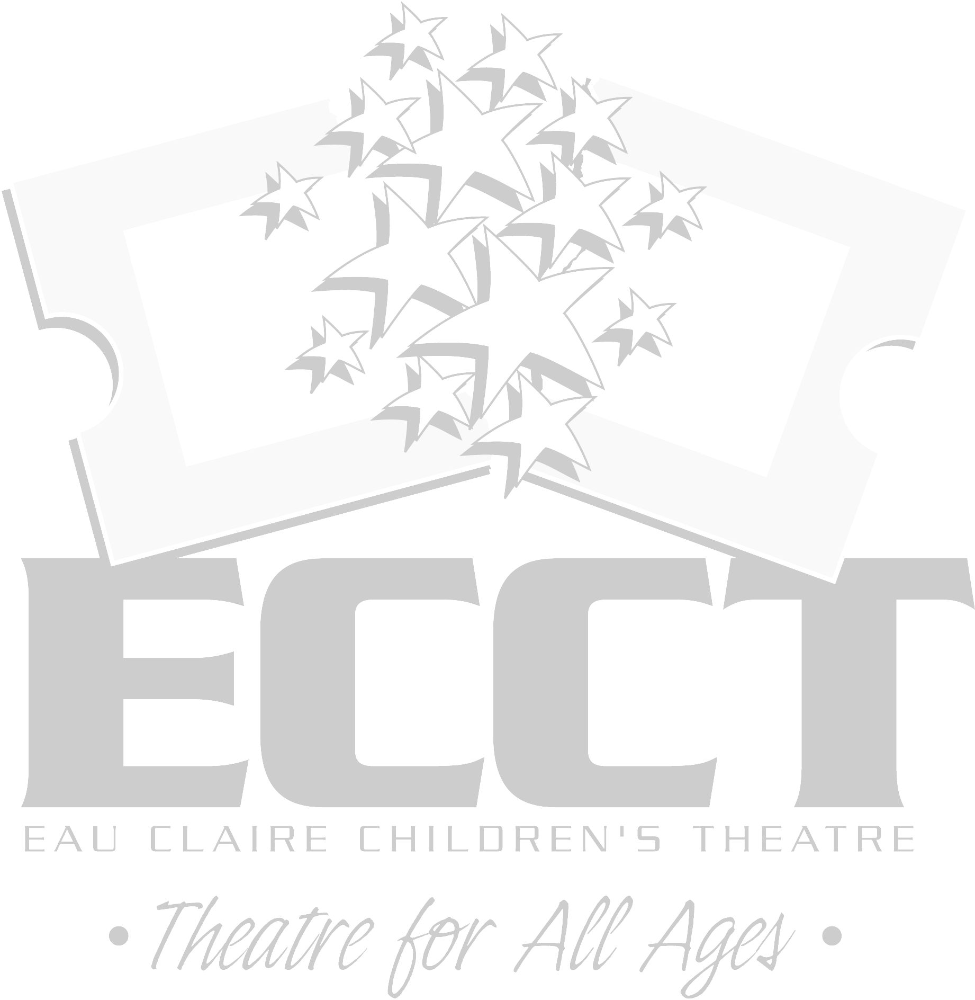 ECCT
EAU CLAIRE CHILDREN'S THEATRE
• Theatre for All Ages •